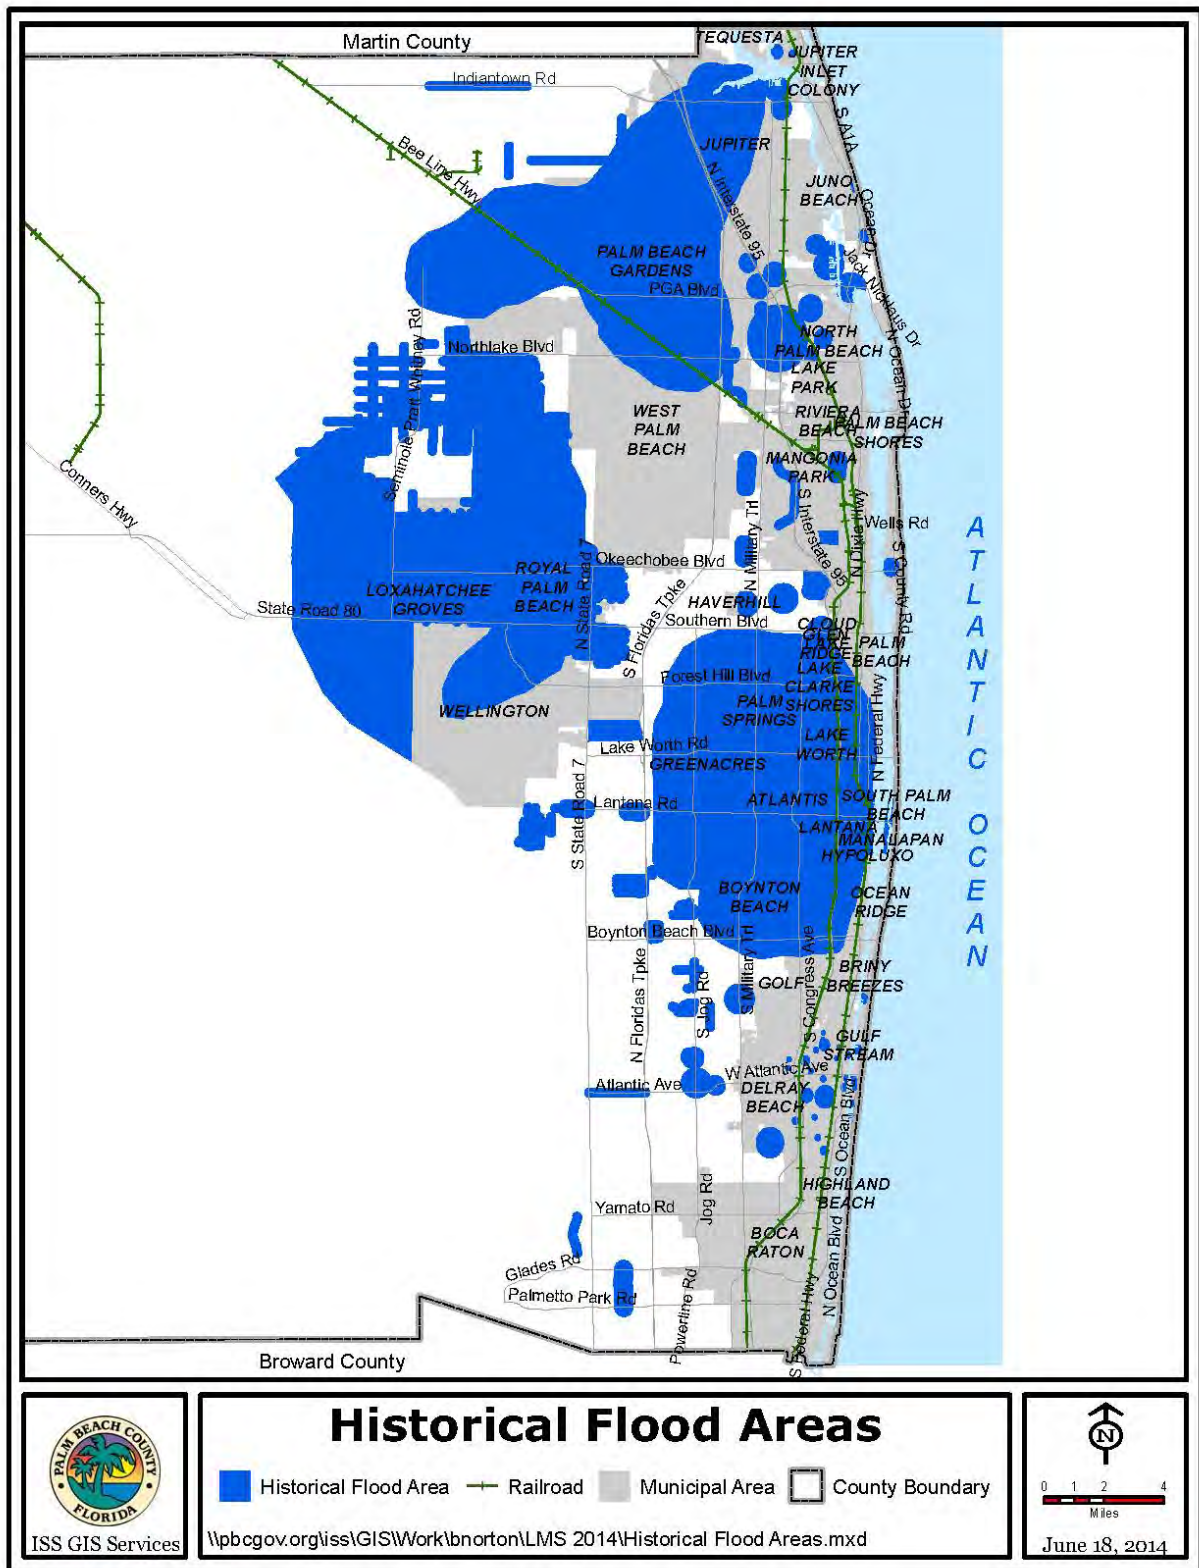 Martin County
TEQUESTA
JUPITER
INLET
COLONY
Indiantown Rd
S A1A
Bee Line Hwy
JUPITER
JUNO
BEACH
N Interstate 95
Ocean Dr
PALM BEACH
GARDENS
PGA Blvd
Jack Nicklaus Dr
NORTH
PALM BEACH
N Ocean Dr
Seminole Pratt Whitney Rd
Northlake Blvd
LAKE
PARK
WEST
PALM
BEACH
RIVIERA
BEACH
PALM BEACH
SHORES
MANGONIA
PARK
Conners Hwy
S Interstate 95
N Military Trl
N Dixie Hwy
Wells Rd
ATLANTIC OCEAN
Okeechobee Blvd
S County Rd
ROYAL
PALM
BEACH
LOXAHATCHEE
GROVES
N State Road 7
S Floridas Tpke
HAVERHILL
State Road 80
Southern Blvd
CLOUD
LAKE
GLEN
RIDGE
PALM
BEACH
Forest Hill Blvd
LAKE
CLARKE
SHORES
PALM
SPRINGS
WELLINGTON
N Federal Hwy
Lake Worth Rd
LAKE
WORTH
GREENACRES
S State Road 7
Lantana Rd
ATLANTIS
SOUTH PALM
BEACH
LANTANA
MANALAPAN
HYPOLUXO
BOYNTON
BEACH
OCEAN
RIDGE
Boynton Beach Blvd
N Floridas Tpke
S Jog Rd
S Military Trl
S Congress Ave
GOLF
BRINY
BREEZES
GULF
STREAM
W Atlantic Ave
Atlantic Ave
DELRAY
BEACH
S Ocean Blvd
HIGHLAND
BEACH
Yamato Rd
Jog Rd
BOCA
RATON
N Ocean Blvd
Glades Rd
Palmetto Park Rd
Powerline Rd
S Federal Hwy
Broward County
PALM BEACH COUNTY
FLORIDA
ISS GIS Services
Historical Flood Areas
Historical Flood Area
Railroad
Municipal Area
County Boundary
\\pbcgov.org\iss\GIS\Work\bnorton\LMS 2014\Historical Flood Areas.mxd
N
0 1 2 4
Miles
June 18, 2014